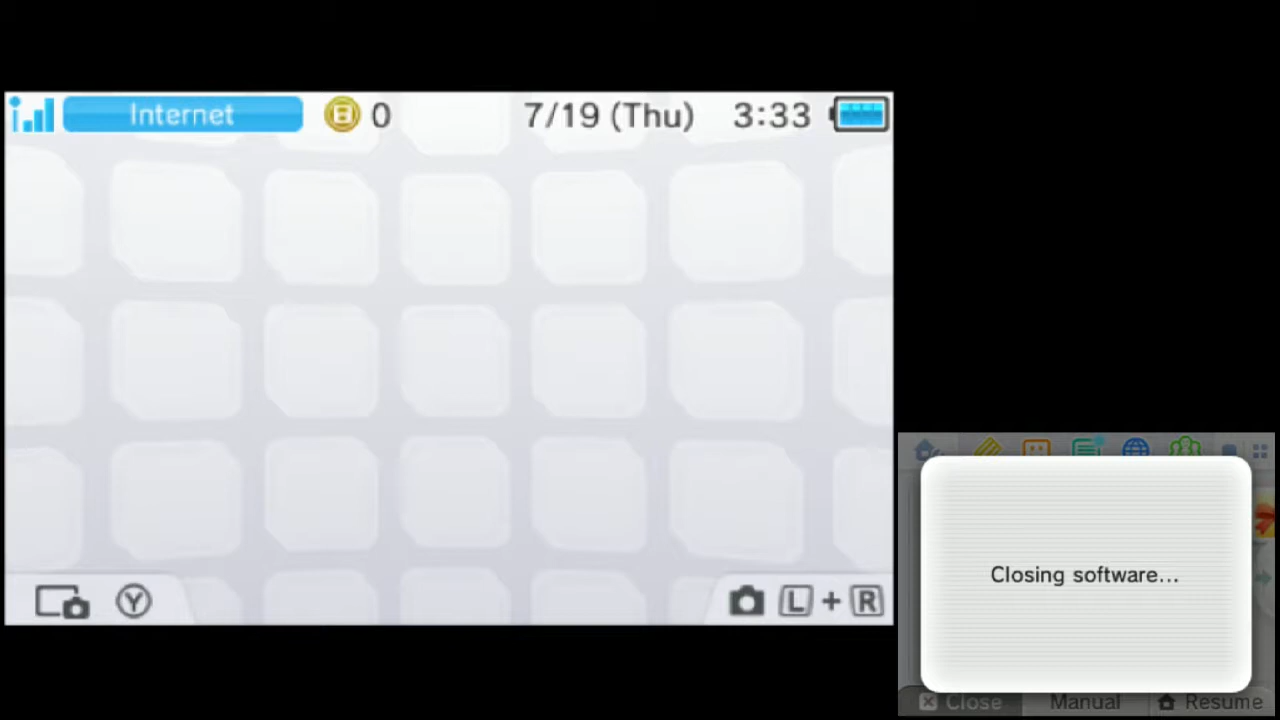 Internet 0 7/19 (Thu) 3:33
Y L + R
Closing software...
Close Manual Resume